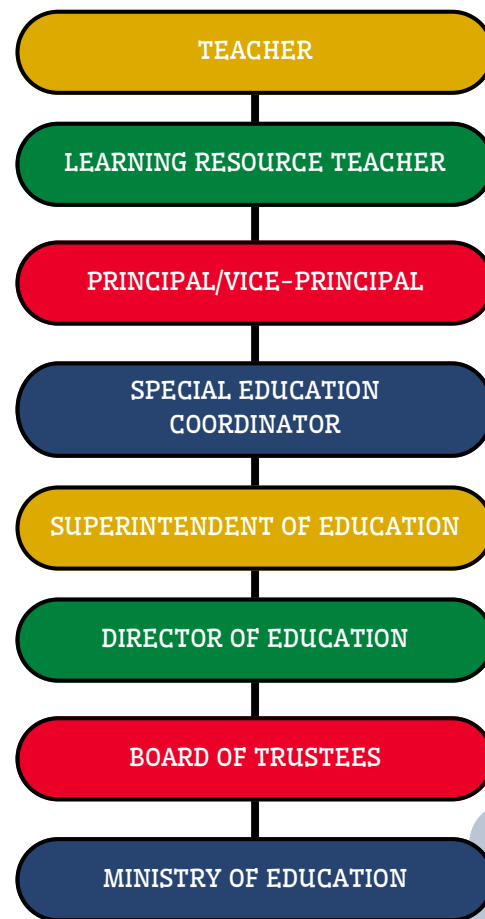 TEACHER
LEARNING RESOURCE TEACHER
PRINCIPAL/VICE-PRINCIPAL
SPECIAL EDUCATION
COORDINATOR
SUPERINTENDENT OF EDUCATION
DIRECTOR OF EDUCATION
BOARD OF TRUSTEES
MINISTRY OF EDUCATION